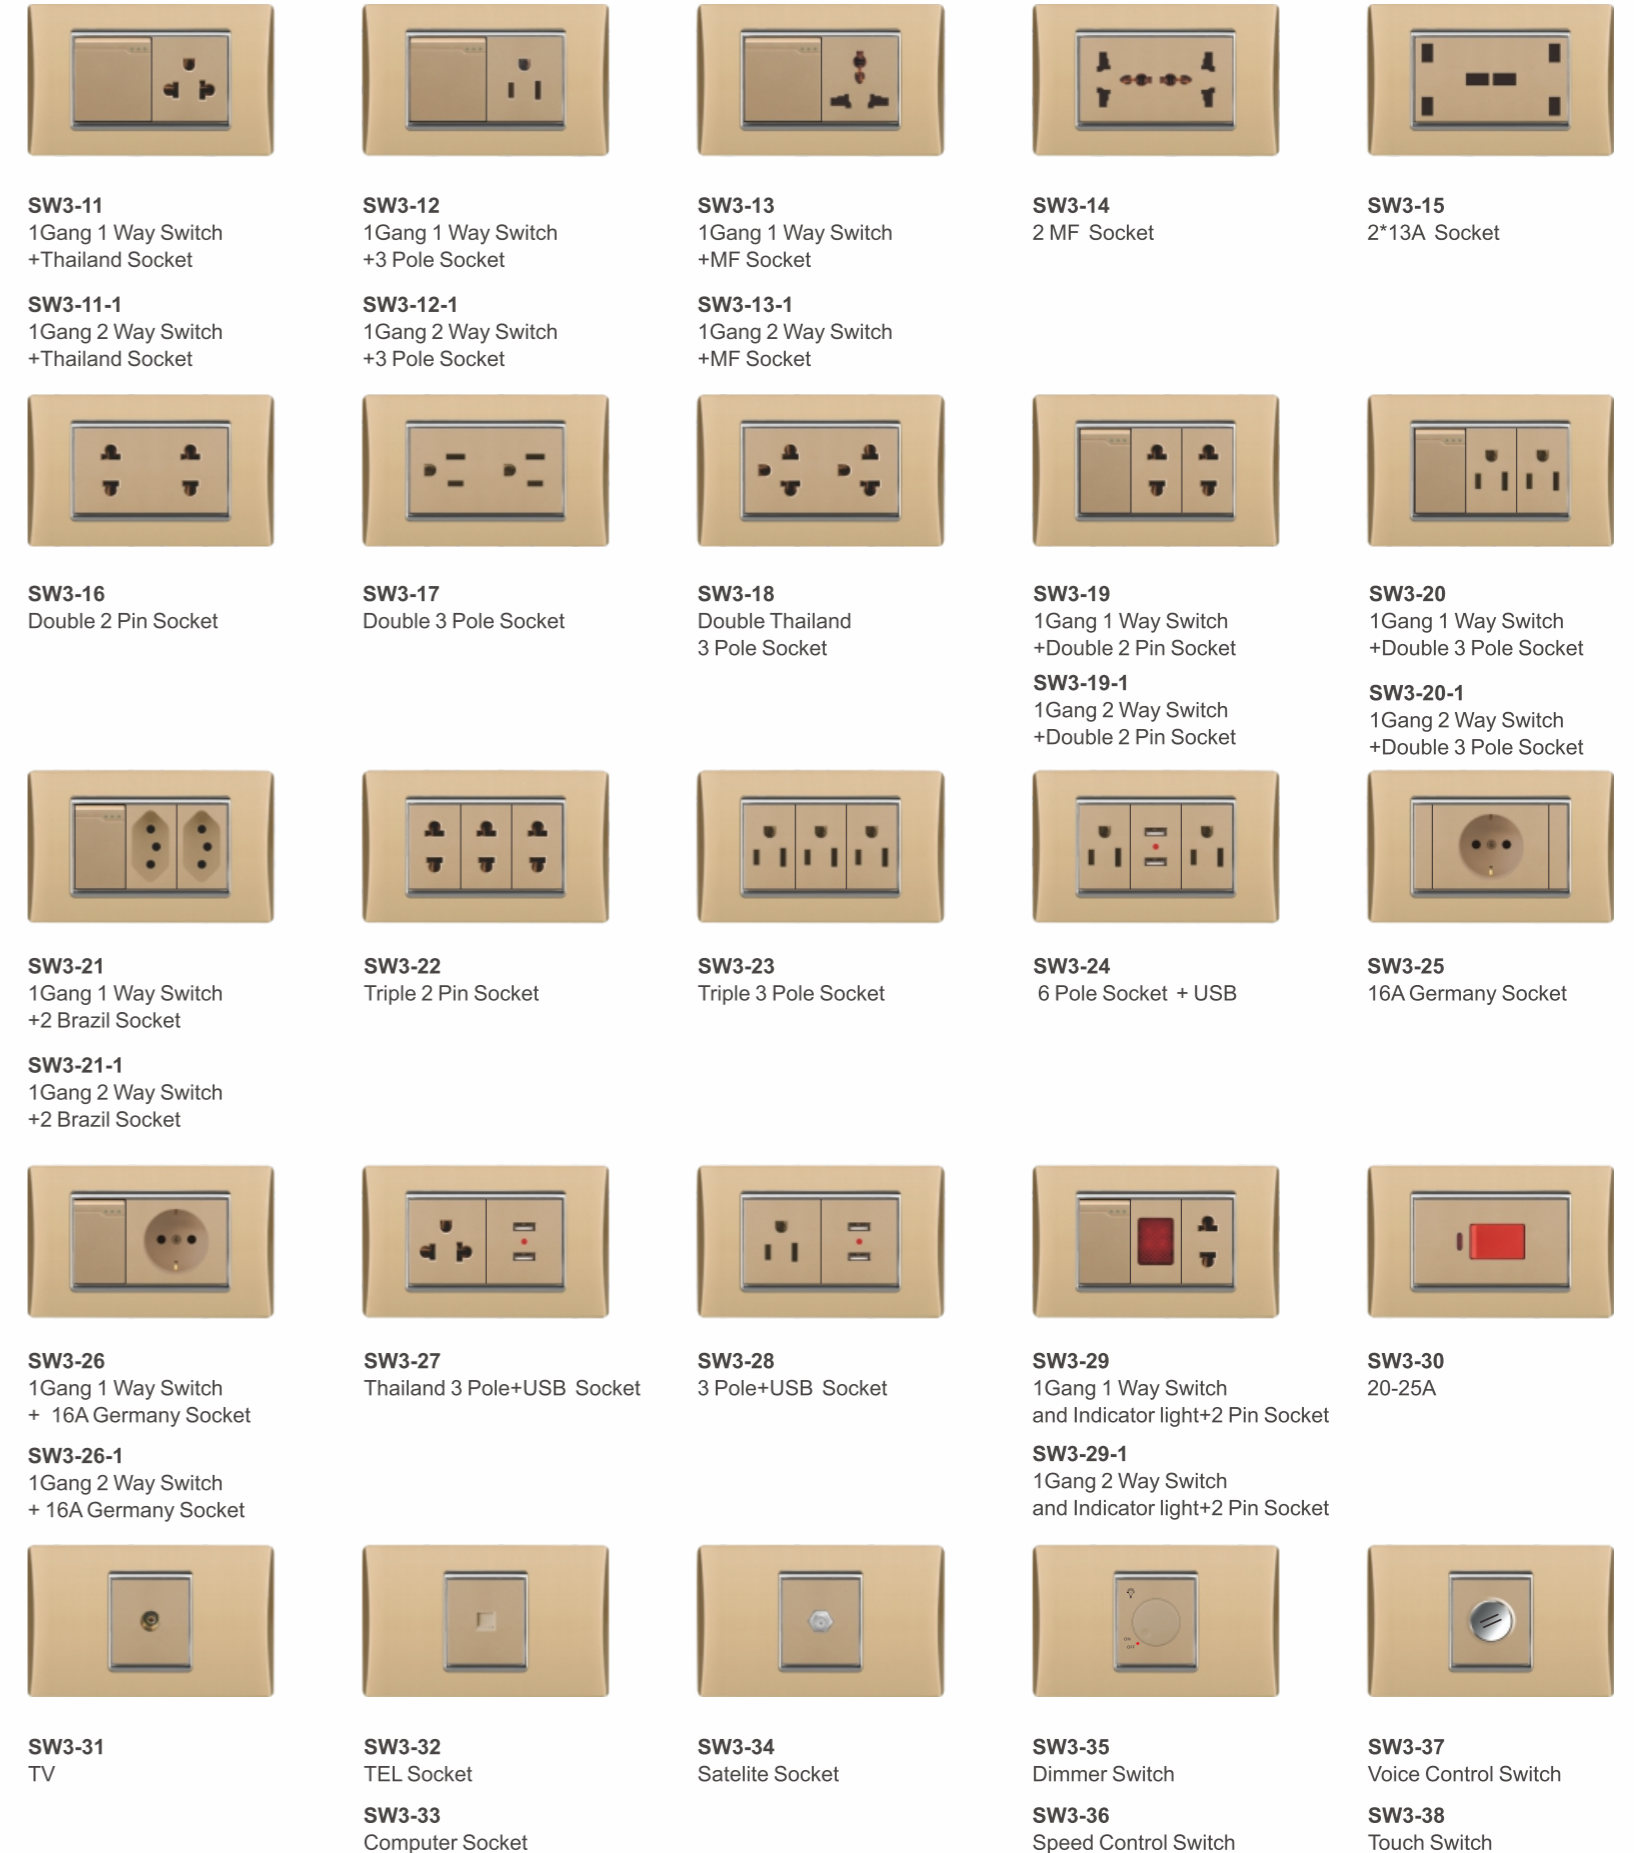 SW3-11
1Gang 1 Way Switch
+Thailand Socket
SW3-11-1
1Gang 2 Way Switch
+Thailand Socket
SW3-12
1Gang 1 Way Switch
+3 Pole Socket
SW3-12-1
1Gang 2 Way Switch
+3 Pole Socket
SW3-13
1Gang 1 Way Switch
+MF Socket
SW3-13-1
1Gang 2 Way Switch
+MF Socket
SW3-14
2 MF Socket
SW3-15
2*13A Socket
SW3-16
Double 2 Pin Socket
SW3-17
Double 3 Pole Socket
SW3-18
Double Thailand
3 Pole Socket
SW3-19
1Gang 1 Way Switch
+Double 2 Pin Socket
SW3-19-1
1Gang 2 Way Switch
+Double 2 Pin Socket
SW3-20
1Gang 1 Way Switch
+Double 3 Pole Socket
SW3-20-1
1Gang 2 Way Switch
+Double 3 Pole Socket
SW3-21
1Gang 1 Way Switch
+2 Brazil Socket
SW3-21-1
1Gang 2 Way Switch
+2 Brazil Socket
SW3-22
Triple 2 Pin Socket
SW3-23
Triple 3 Pole Socket
SW3-24
6 Pole Socket + USB
SW3-25
16A Germany Socket
SW3-26
1Gang 1 Way Switch
+ 16A Germany Socket
SW3-26-1
1Gang 2 Way Switch
+ 16A Germany Socket
SW3-27
Thailand 3 Pole+USB Socket
SW3-28
3 Pole+USB Socket
SW3-29
1Gang 1 Way Switch
and Indicator light+2 Pin Socket
SW3-29-1
1Gang 2 Way Switch
and Indicator light+2 Pin Socket
SW3-30
20-25A
ON
OFF
SW3-31
TV
SW3-32
TEL Socket
SW3-33
Computer Socket
SW3-34
Satelite Socket
SW3-35
Dimmer Switch
SW3-36
Speed Control Switch
SW3-37
Voice Control Switch
SW3-38
Touch Switch